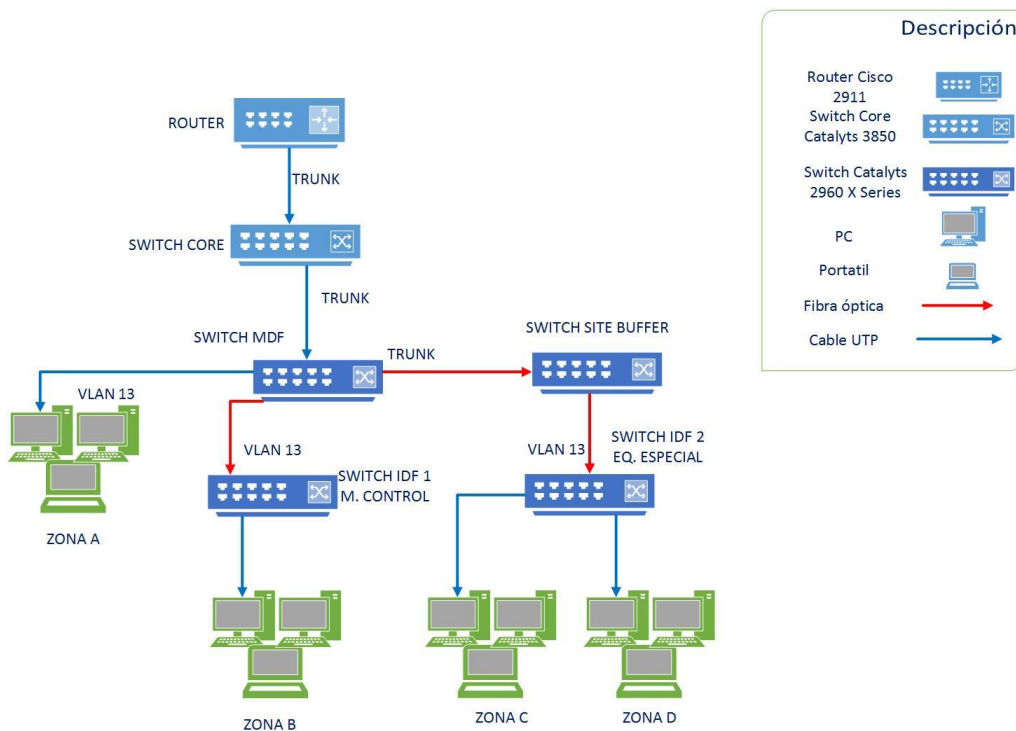 Descripción
Router Cisco
2911
Switch Core
Catalyts 3850
Switch Catalyts
2960 X Series
PC
Portatil
Fibra óptica
Cable UTP
ROUTER
TRUNK
SWITCH CORE
TRUNK
SWITCH MDF
TRUNK
SWITCH SITE BUFFER
VLAN 13
VLAN 13
SWITCH IDF 1
M. CONTROL
VLAN 13
SWITCH IDF 2
EQ. ESPECIAL
ZONA A
ZONA B
ZONA C
ZONA D